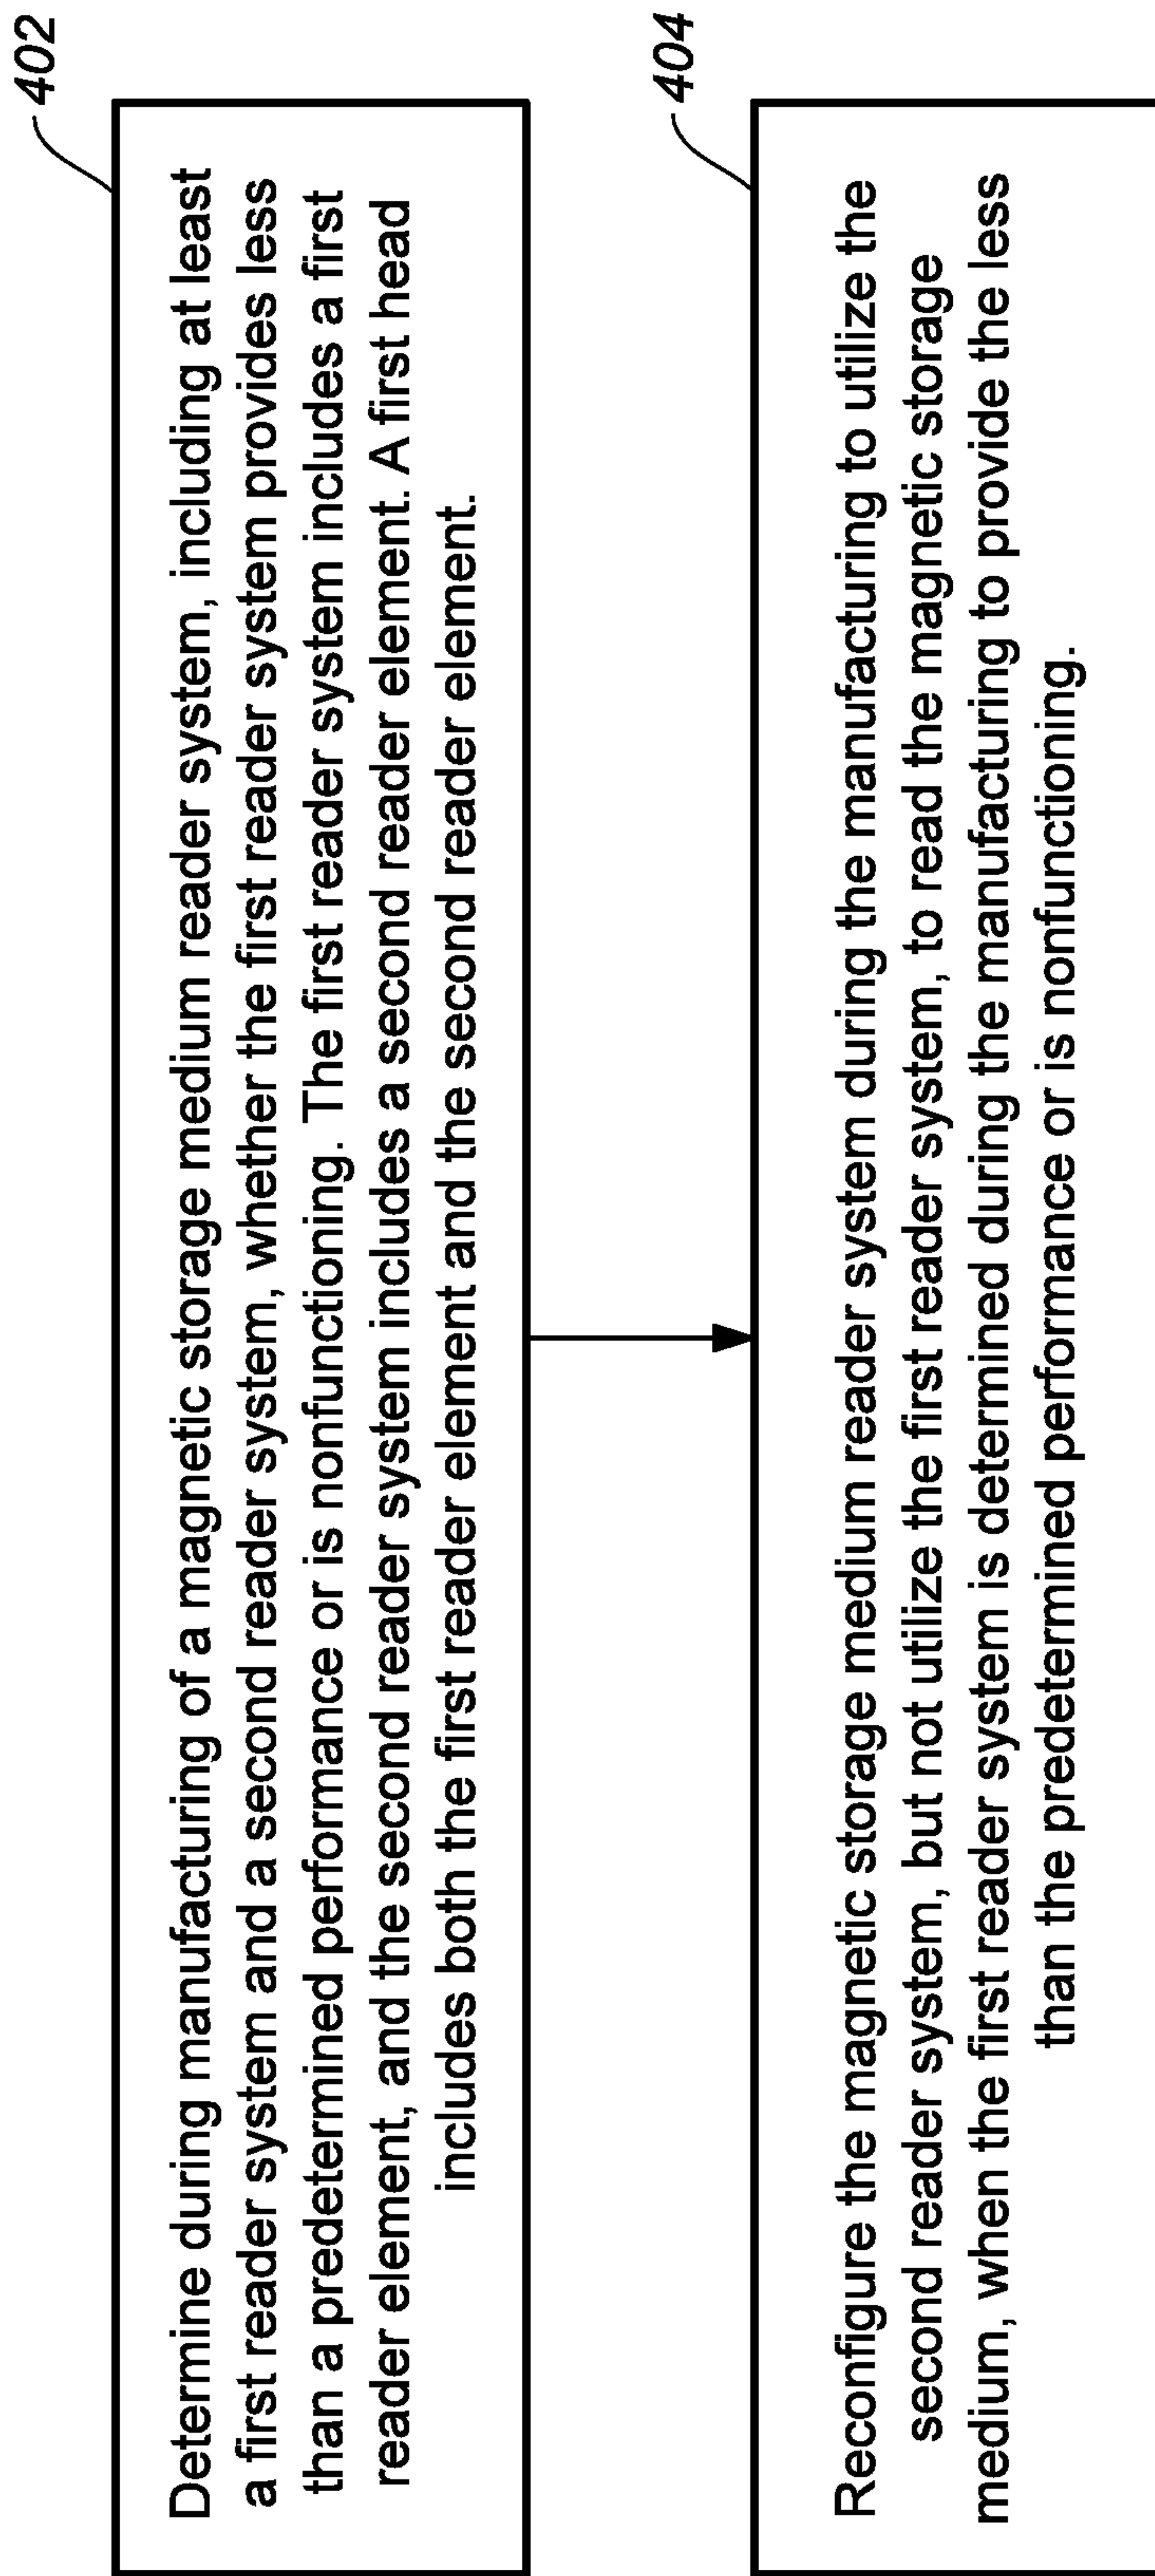 402
Determine during manufacturing of a magnetic storage medium reader system, including at least
a first reader system and a second reader system, whether the first reader system provides less
than a predetermined performance or is nonfunctioning. The first reader system includes a first
reader element, and the second reader system includes a second reader element. A first head
includes both the first reader element and the second reader element.
404
Reconfigure the magnetic storage medium reader system during the manufacturing to utilize the
second reader system, but not utilize the first reader system, to read the magnetic storage
medium, when the first reader system is determined during the manufacturing to provide the less
than the predetermined performance or is nonfunctioning.